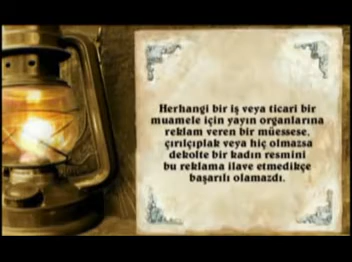 Herhangi bir iş veya ticari bir
muamele için yayın organlarına
reklam veren bir müessese,
çırılçıplak veya hiç olmazsa
dekolte bir kadın resmini
bu reklama ilave etmedikçe
başarılı olamazdı.